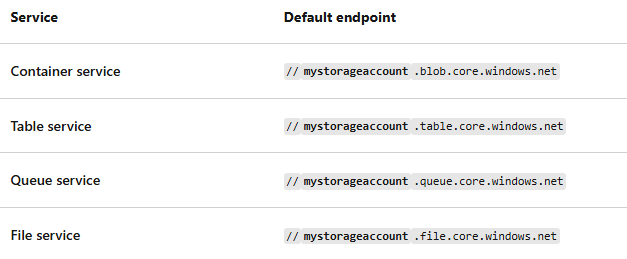 Service Default endpoint
Container service // mystorageaccount .blob.core.windows.net
Table service // mystorageaccount .table.core.windows.net
Queue service // mystorageaccount .queue.core.windows.net
File service // mystorageaccount .file.core.windows.net